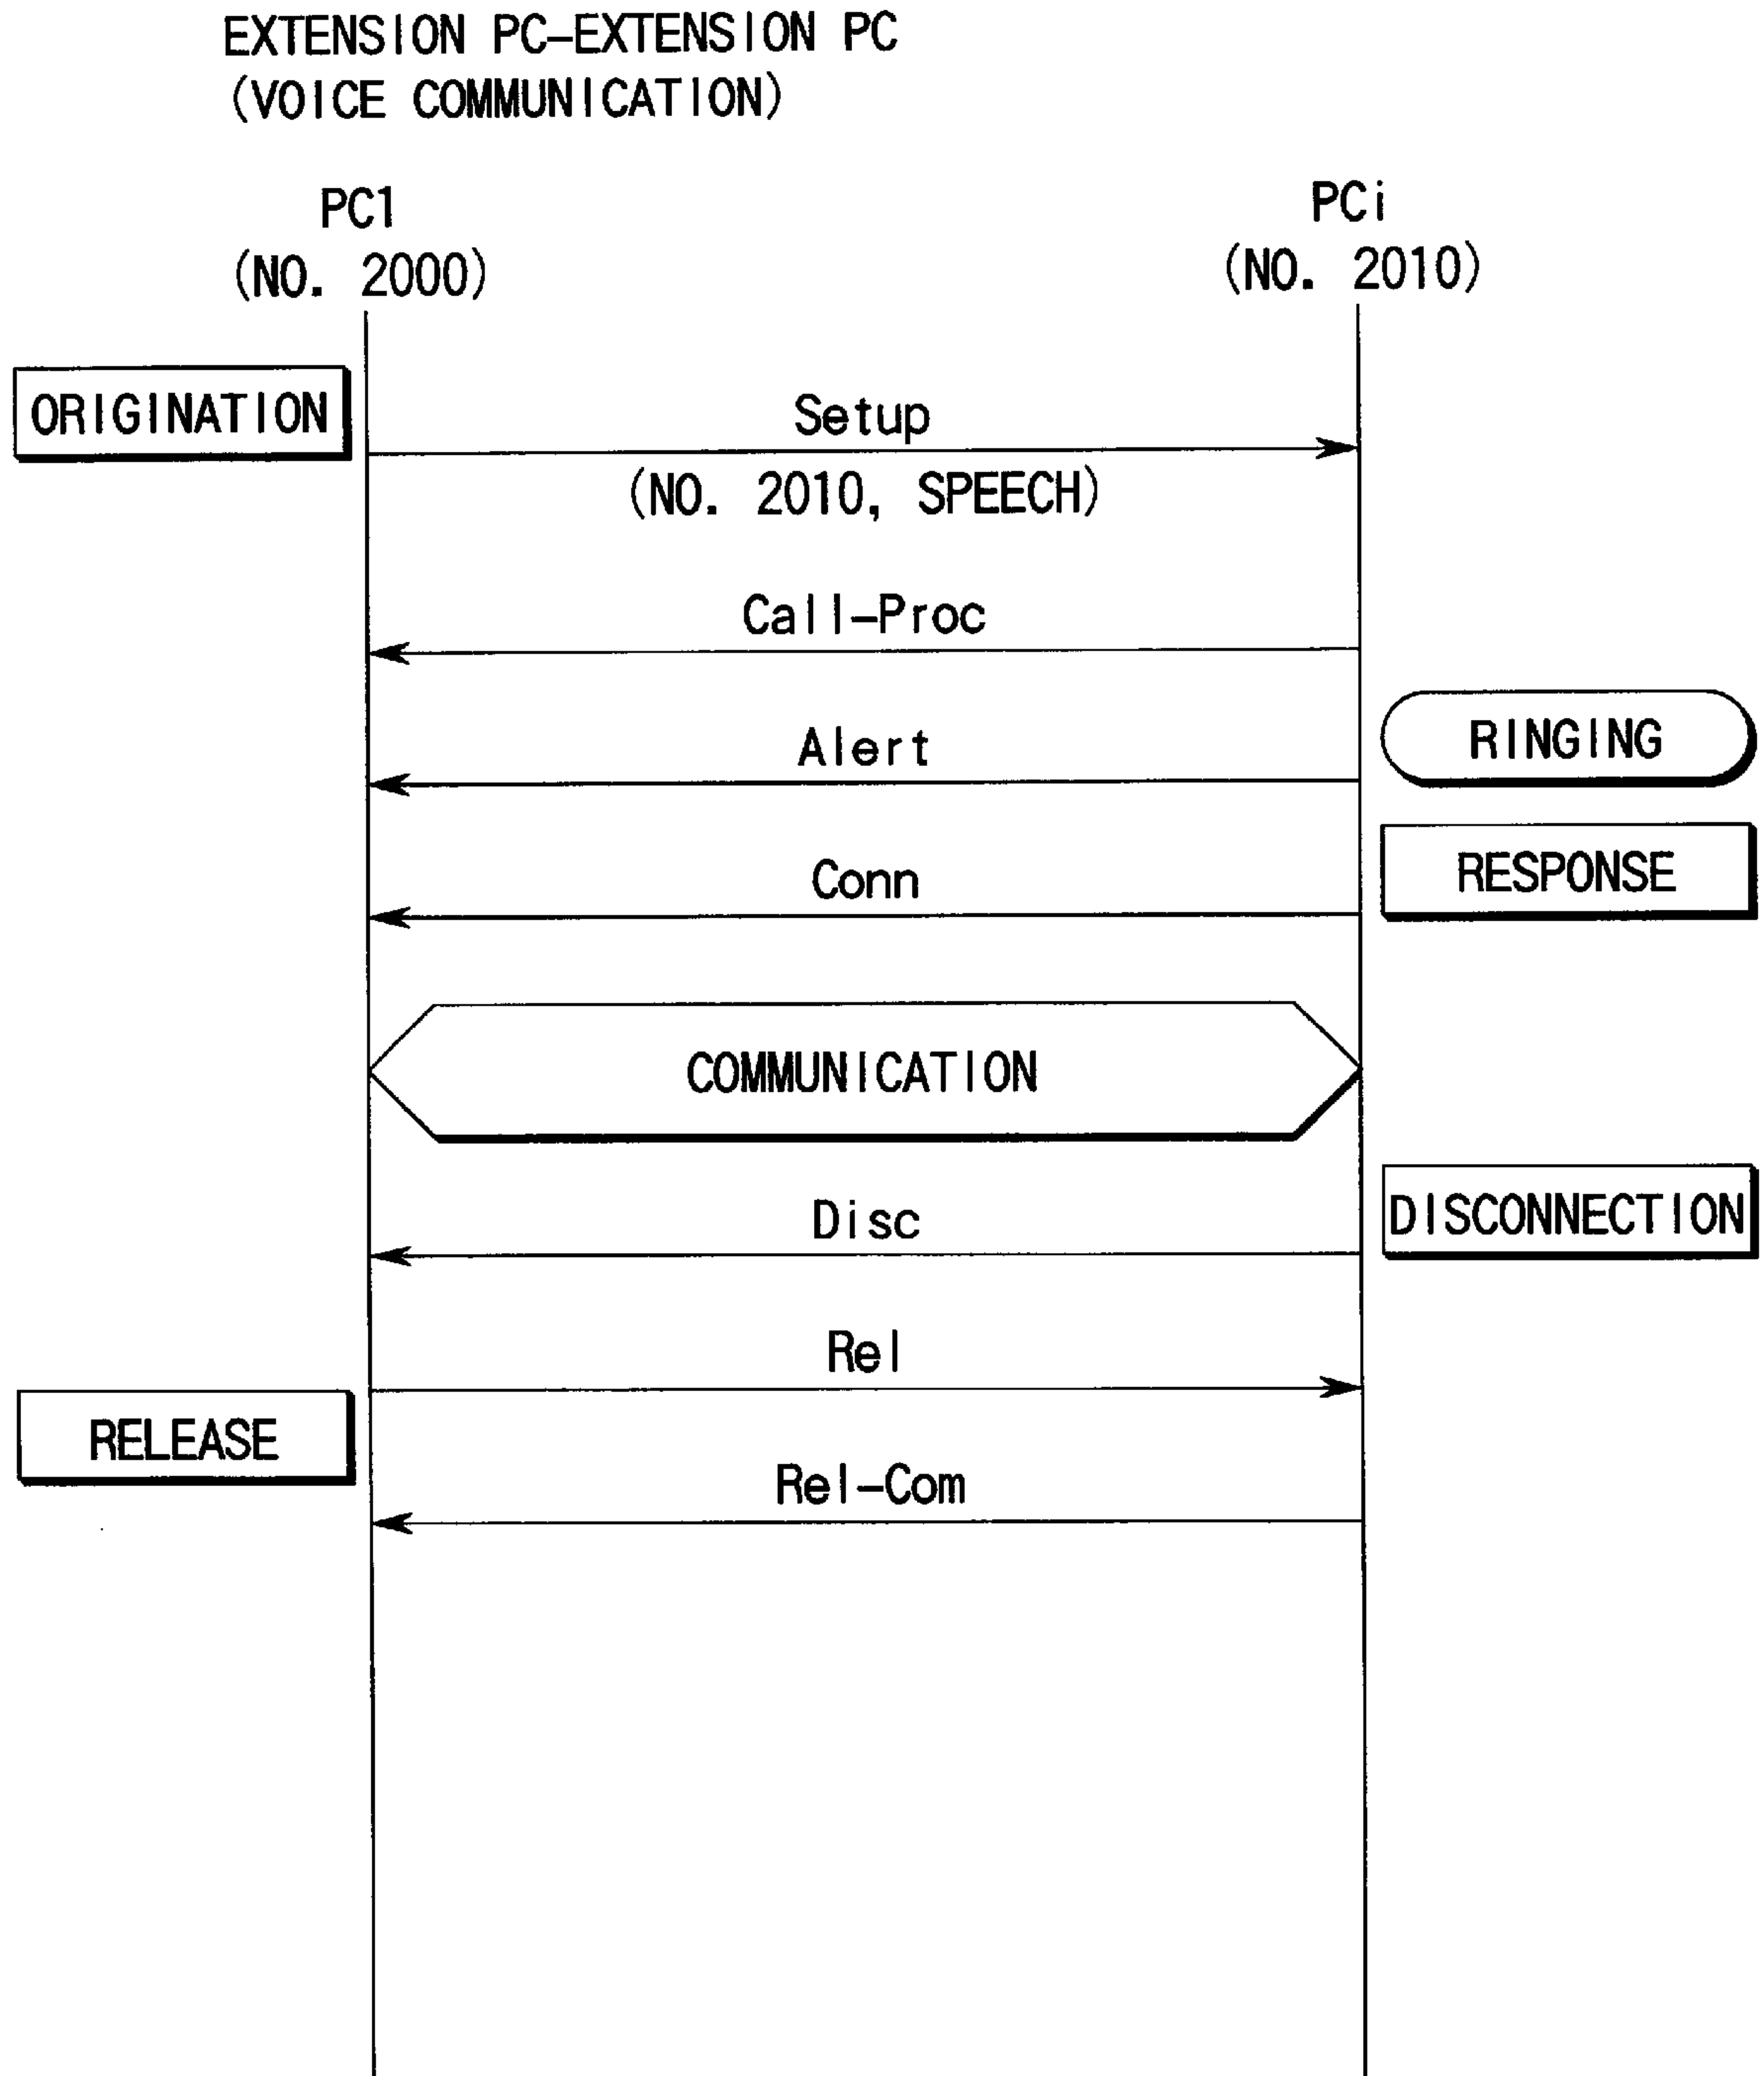 EXTENSION PC-EXTENSION PC
(VOICE COMMUNICATION)
PC1
(NO. 2000)
PCi
(NO. 2010)
ORIGINATION
Setup
(NO. 2010, SPEECH)
Call-Proc
Alert
RINGING
Conn
RESPONSE
COMMUNICATION
Disc
DISCONNECTION
Rel
RELEASE
Rel-Com